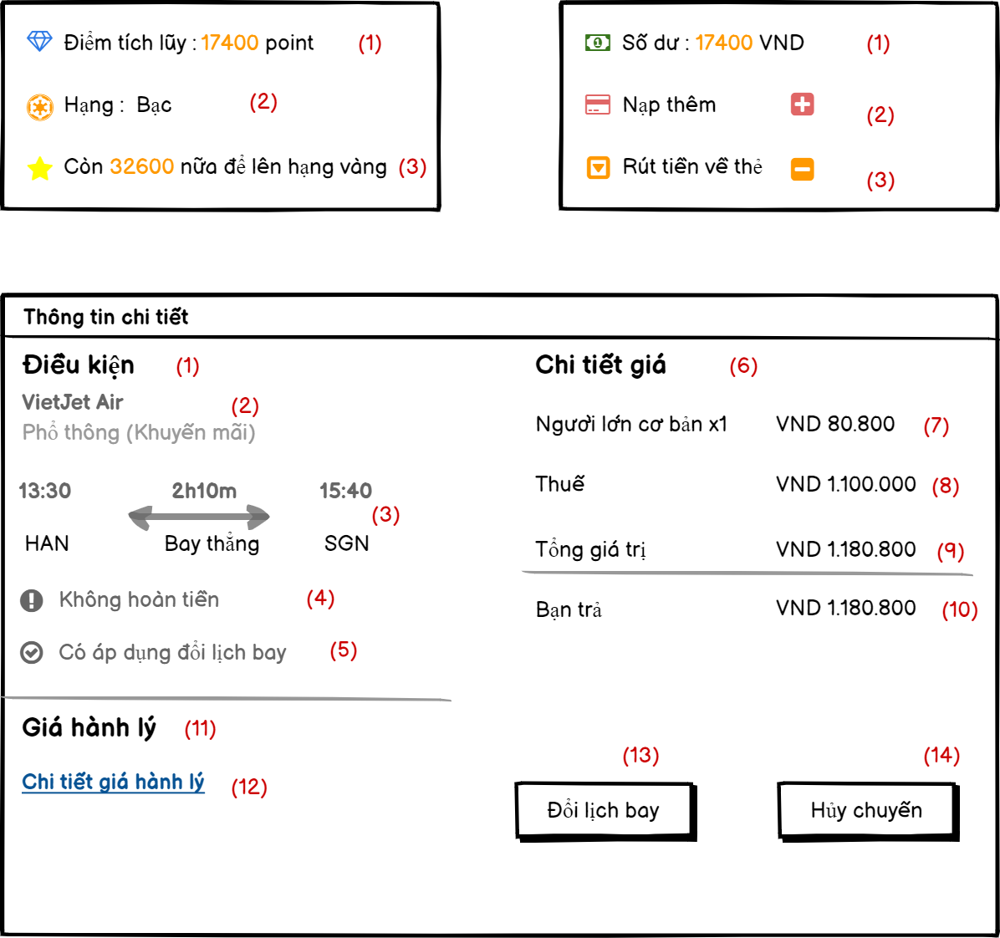 Điểm tích lũy : 17400 point (1)
Hạng : Bạc (2)
Còn 32600 nữa để lên hạng vàng (3)
Số dư : 17400 VND (1)
Nạp thêm (2)
Rút tiền về thẻ (3)
Thông tin chi tiết
Điều kiện (1)
VietJet Air (2)
Phổ thông (Khuyến mãi)
13:30 2h10m 15:40
(3)
HAN Bay thẳng SGN
Không hoàn tiền (4)
Có áp dụng đổi lịch bay (5)
Chi tiết giá (6)
Người lớn cơ bản x1 VND 80.800 (7)
Thuế VND 1.100.000 (8)
Tổng giá trị VND 1.180.800 (9)
Bạn trả VND 1.180.800 (10)
Giá hành lý (11)
Chi tiết giá hành lý (12)
(13) (14)
Đổi lịch bay Hủy chuyến